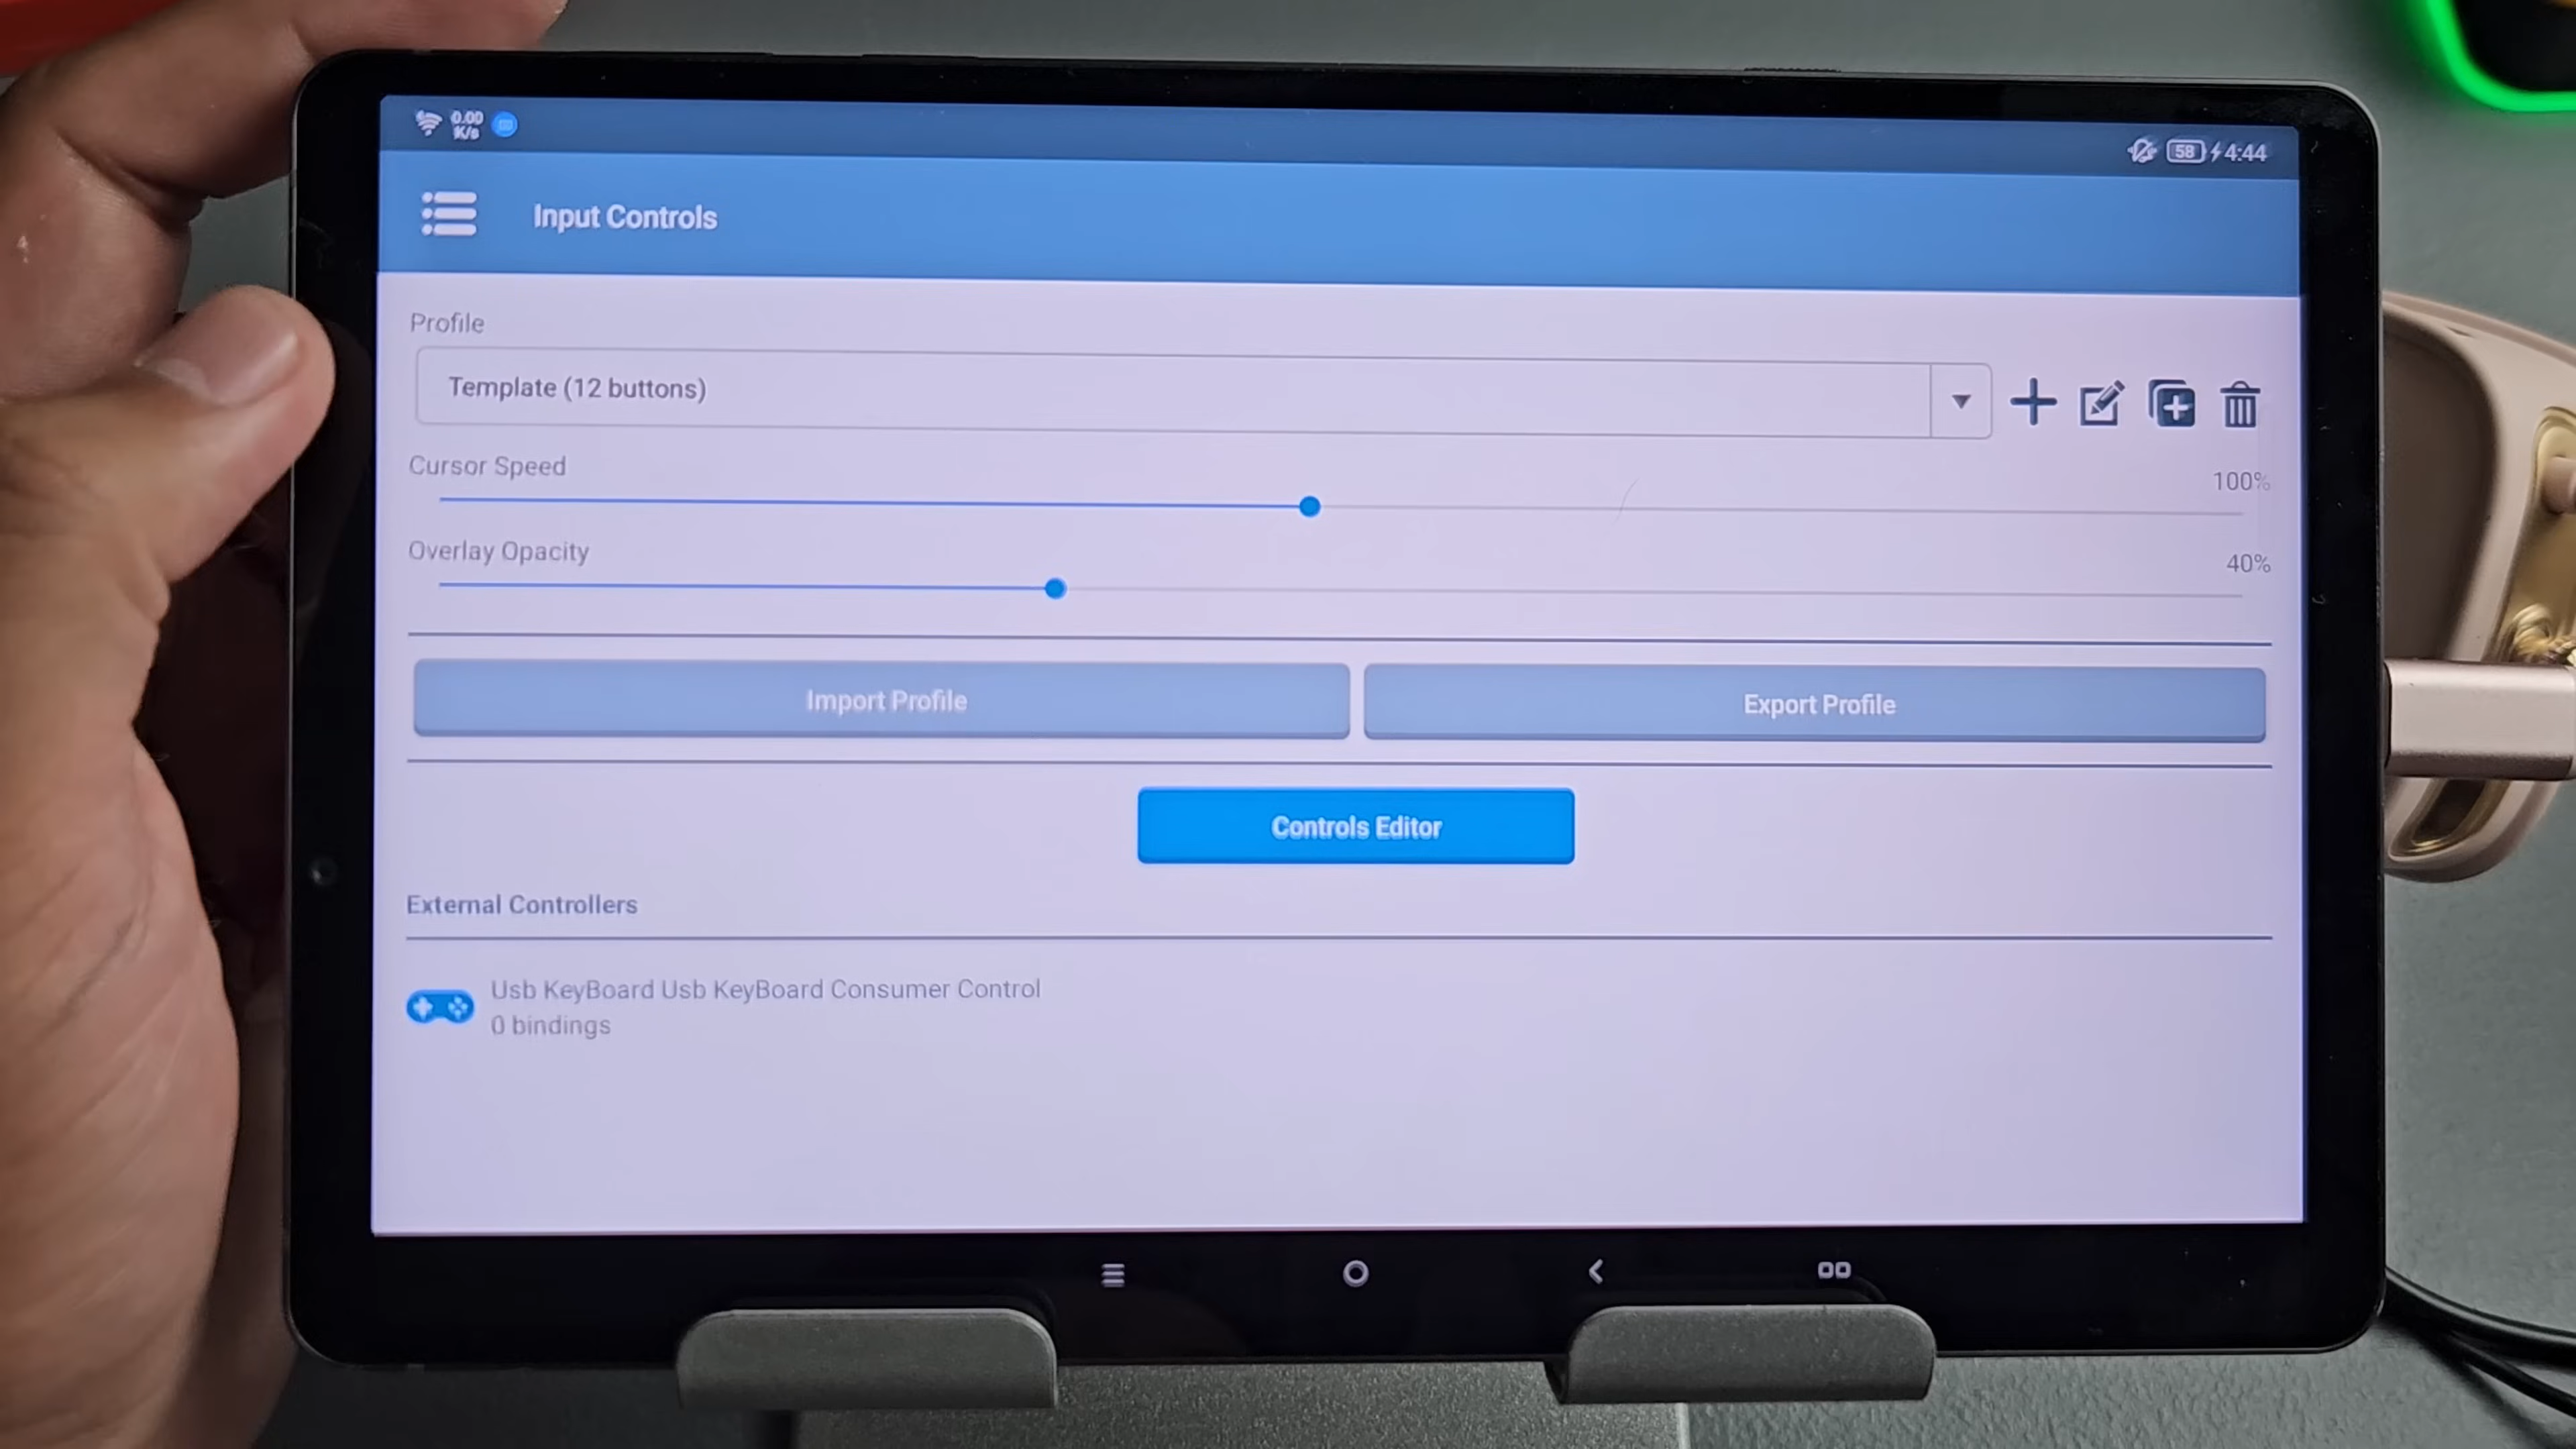 0.00
K/s
58 4:44
Input Controls
Profile
Template (12 buttons)
Cursor Speed
100%
Overlay Opacity
40%
Import Profile
Export Profile
Controls Editor
External Controllers
Usb KeyBoard Usb KeyBoard Consumer Control
0 bindings